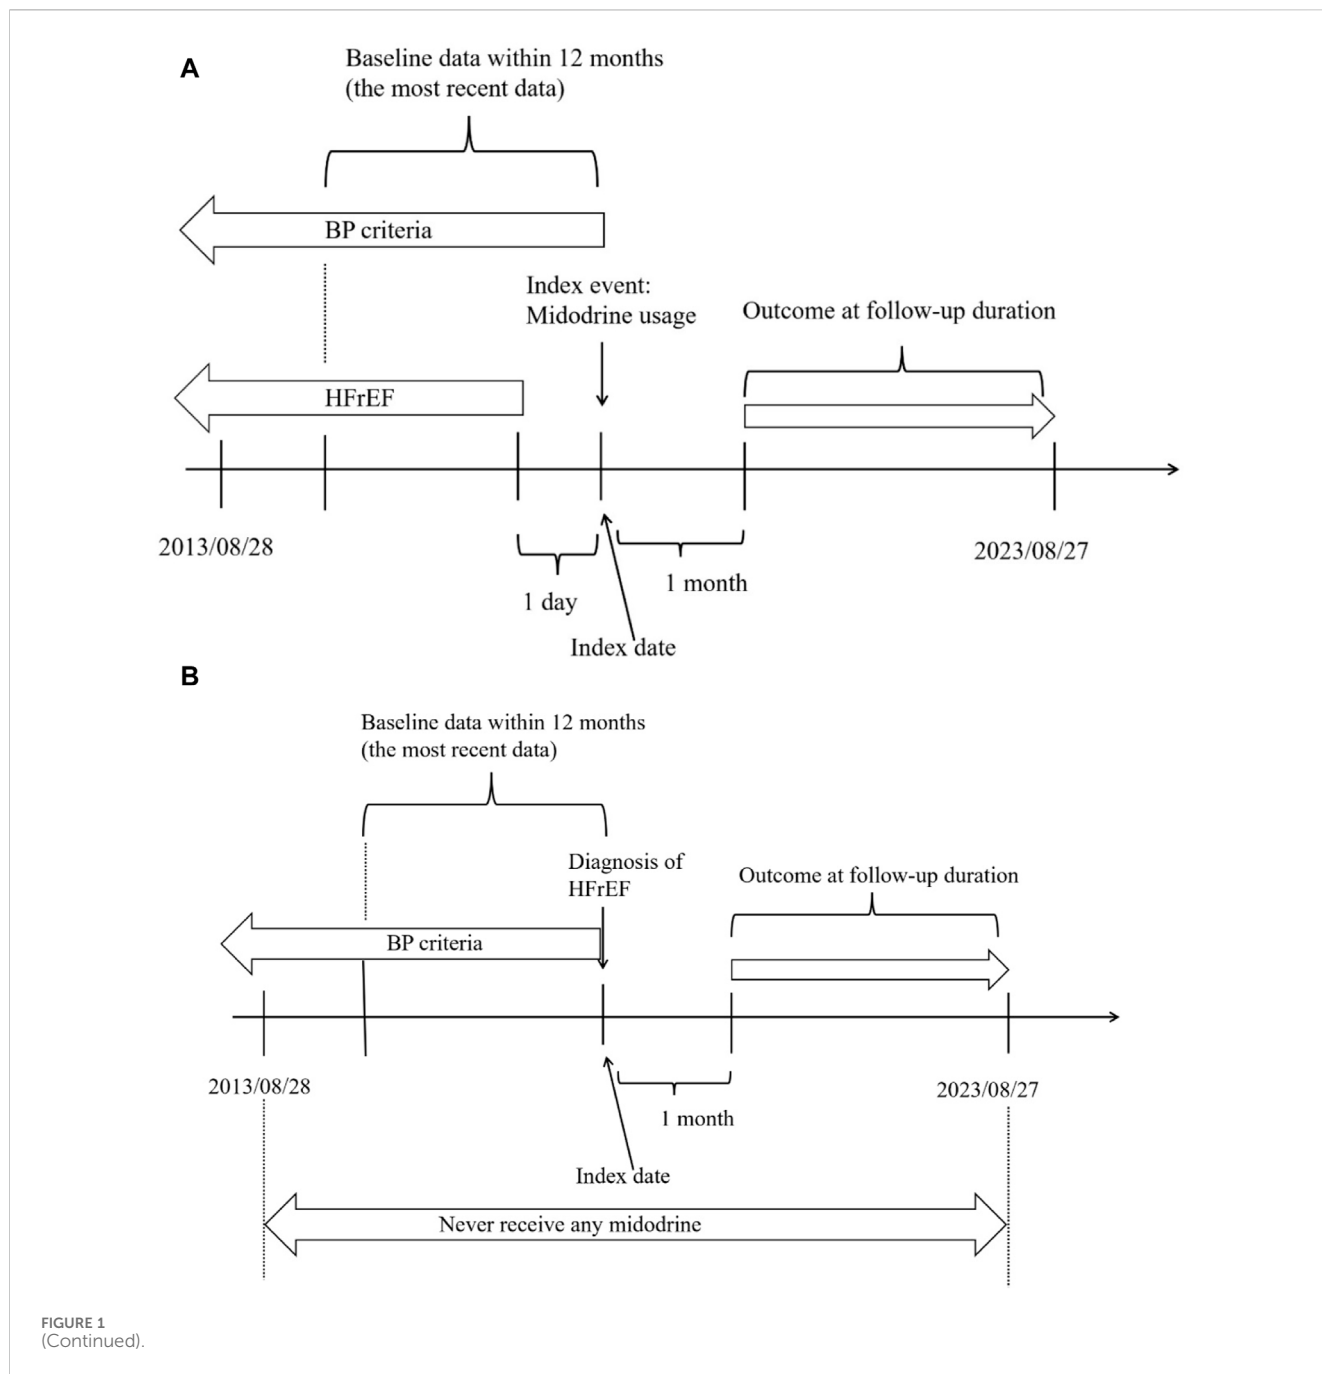 A
Baseline data within 12 months
(the most recent data)
BP criteria
Index event:
Midodrine usage
Outcome at follow-up duration
HFrEF
2013/08/28
2023/08/27
1 day
1 month
Index date
B
Baseline data within 12 months
(the most recent data)
Diagnosis of
HFrEF
Outcome at follow-up duration
BP criteria
2013/08/28
2023/08/27
1 month
Index date
Never receive any midodrine
FIGURE 1
(Continued).